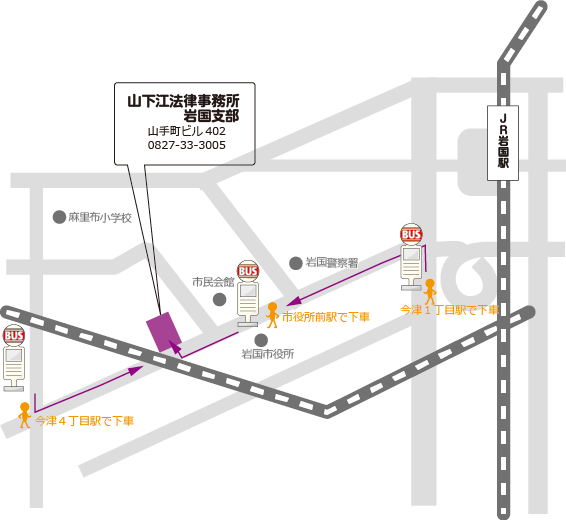 山下江法律事務所
岩国支部
山手町ビル 402
0827-33-3005
JR岩国駅
麻里布小学校
BUS
岩国警察署
BUS
市民会館
今津１丁目駅で下車
市役所前駅で下車
BUS
岩国市役所
今津４丁目駅で下車